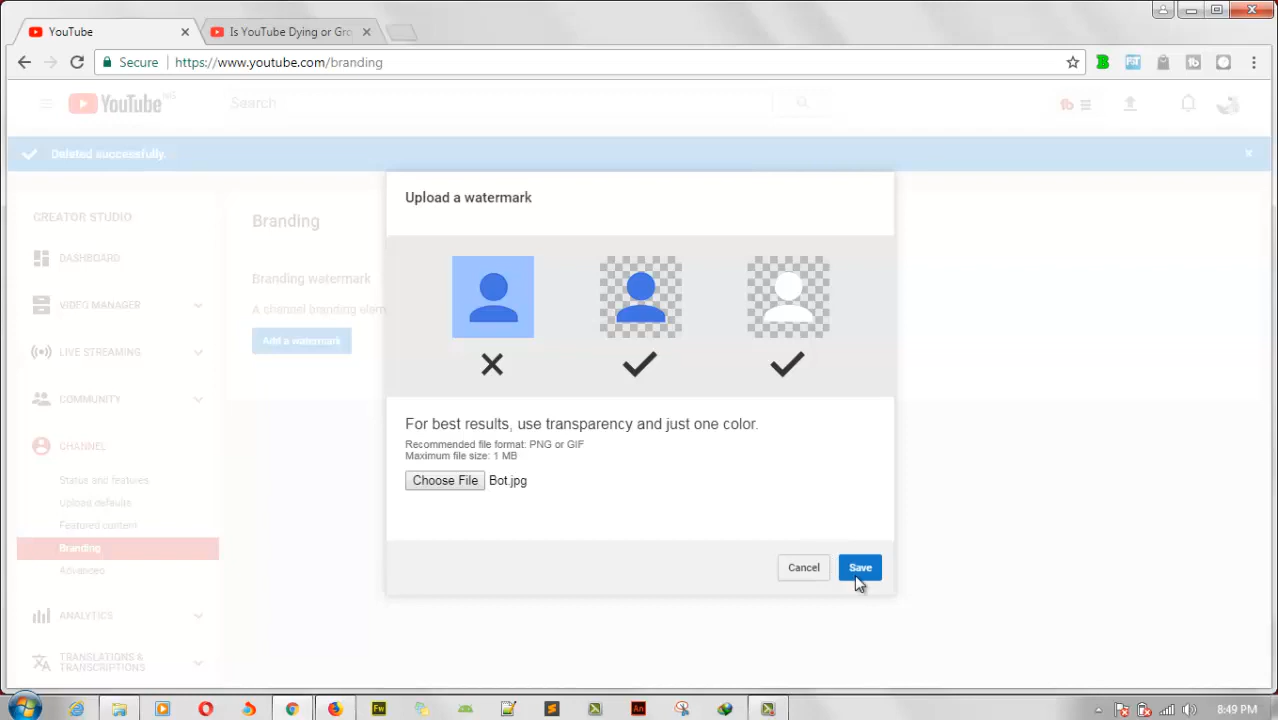 YouTube
Is YouTube Dying or Gro
Secure
https://www.youtube.com/branding
YouTube
Search
Deleted successfully.
Upload a watermark
CREATOR STUDIO
Branding
DASHBOARD
Branding watermark
VIDEO MANAGER
A channel branding elem
Add a watermark
LIVE STREAMING
COMMUNITY
For best results, use transparency and just one color.
Recommended file format: PNG or GIF
Maximum file size: 1 MB
CHANNEL
Choose File Bot.jpg
Status and features
Upload defaults
Featured content
Branding
Cancel
Save
Advanced
ANALYTICS
TRANSLATIONS &
TRANSCRIPTIONS
Fw
An
8:49 PM